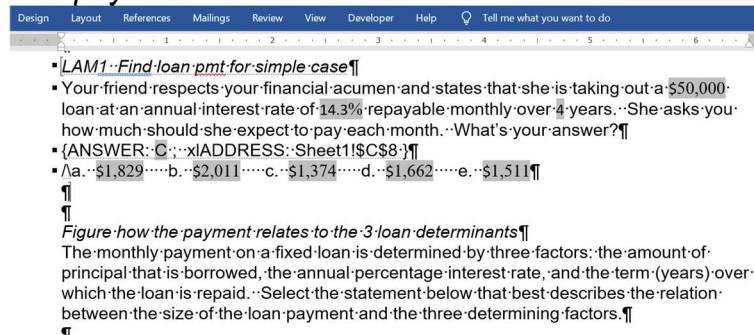 Design Layout References Mailings Review View Developer Help Tell me what you want to do
1 2 3 4 5 6
LAM1··Find·loan·pmt·for·simple·case¶
Your·friend·respects·your·financial·acumen·and·states·that·she·is·taking·out·a·$50,000·
loan·at·an·annual·interest·rate·of·14.3%·repayable·monthly·over·4·years.··She·asks·you·
how·much·should·she·expect·to·pay·each·month.··What's·your·answer?¶
{ANSWER:·C·;··xlADDRESS:·Sheet1!$C$8·}¶
/\a.··$1,829·····b.··$2,011·····c.··$1,374·····d.··$1,662·····e.··$1,511¶
¶
¶
Figure·how·the·payment·relates·to·the·3·loan·determinants¶
The·monthly·payment·on·a·fixed·loan·is·determined·by·three·factors:·the·amount·of·
principal·that·is·borrowed,·the·annual·percentage·interest·rate,·and·the·term·(years)·over·
which·the·loan·is·repaid.··Select·the·statement·below·that·best·describes·the·relation·
between·the·size·of·the·loan·payment·and·the·three·determining·factors.¶
¶